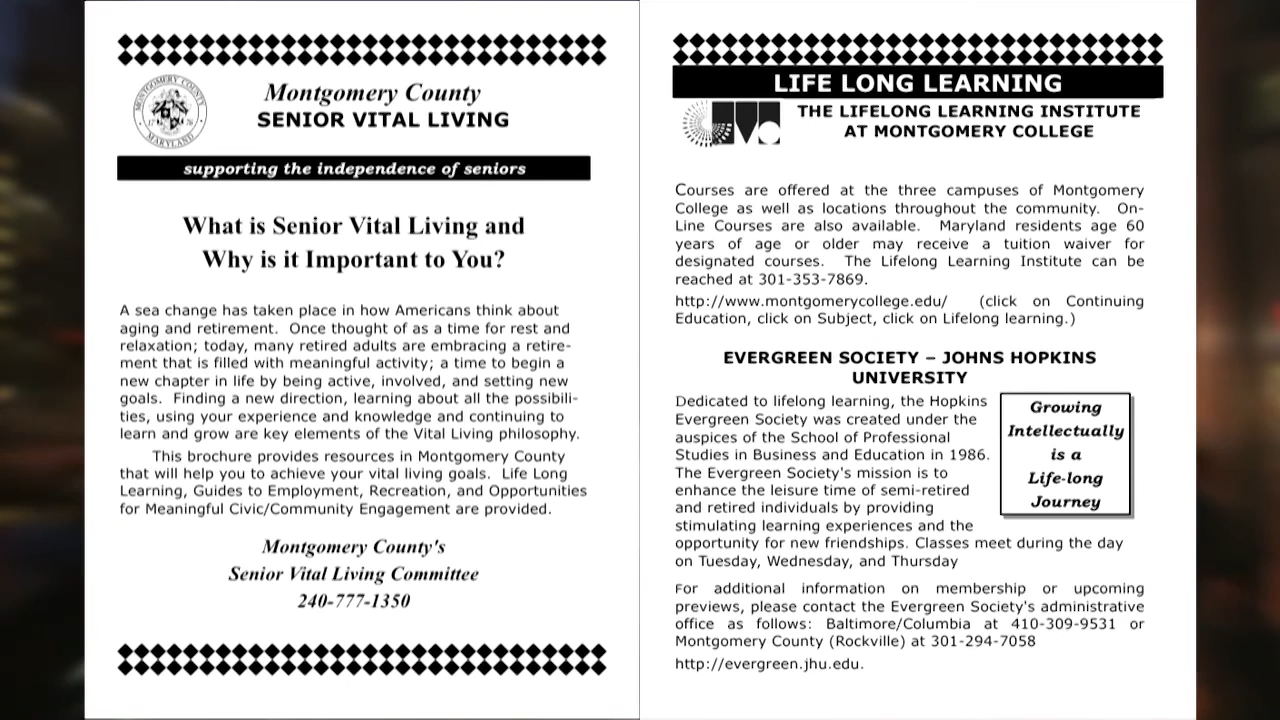 Montgomery County
SENIOR VITAL LIVING
MONTGOMERY COUNTY
17 76
MARYLAND
supporting the independence of seniors
What is Senior Vital Living and
Why is it Important to You?
A sea change has taken place in how Americans think about
aging and retirement. Once thought of as a time for rest and
relaxation; today, many retired adults are embracing a retire-
ment that is filled with meaningful activity; a time to begin a
new chapter in life by being active, involved, and setting new
goals. Finding a new direction, learning about all the possibili-
ties, using your experience and knowledge and continuing to
learn and grow are key elements of the Vital Living philosophy.
This brochure provides resources in Montgomery County
that will help you to achieve your vital living goals. Life Long
Learning, Guides to Employment, Recreation, and Opportunities
for Meaningful Civic/Community Engagement are provided.
Montgomery County's
Senior Vital Living Committee
240-777-1350
LIFE LONG LEARNING
THE LIFELONG LEARNING INSTITUTE
AT MONTGOMERY COLLEGE
Courses are offered at the three campuses of Montgomery
College as well as locations throughout the community. On-
Line Courses are also available. Maryland residents age 60
years of age or older may receive a tuition waiver for
designated courses. The Lifelong Learning Institute can be
reached at 301-353-7869.
http://www.montgomerycollege.edu/ (click on Continuing
Education, click on Subject, click on Lifelong learning.)
EVERGREEN SOCIETY – JOHNS HOPKINS
UNIVERSITY
Dedicated to lifelong learning, the Hopkins
Evergreen Society was created under the
auspices of the School of Professional
Studies in Business and Education in 1986.
The Evergreen Society's mission is to
enhance the leisure time of semi-retired
and retired individuals by providing
stimulating learning experiences and the
opportunity for new friendships. Classes meet during the day
on Tuesday, Wednesday, and Thursday
Growing
Intellectually
is a
Life-long
Journey
For additional information on membership or upcoming
previews, please contact the Evergreen Society's administrative
office as follows: Baltimore/Columbia at 410-309-9531 or
Montgomery County (Rockville) at 301-294-7058
http://evergreen.jhu.edu.